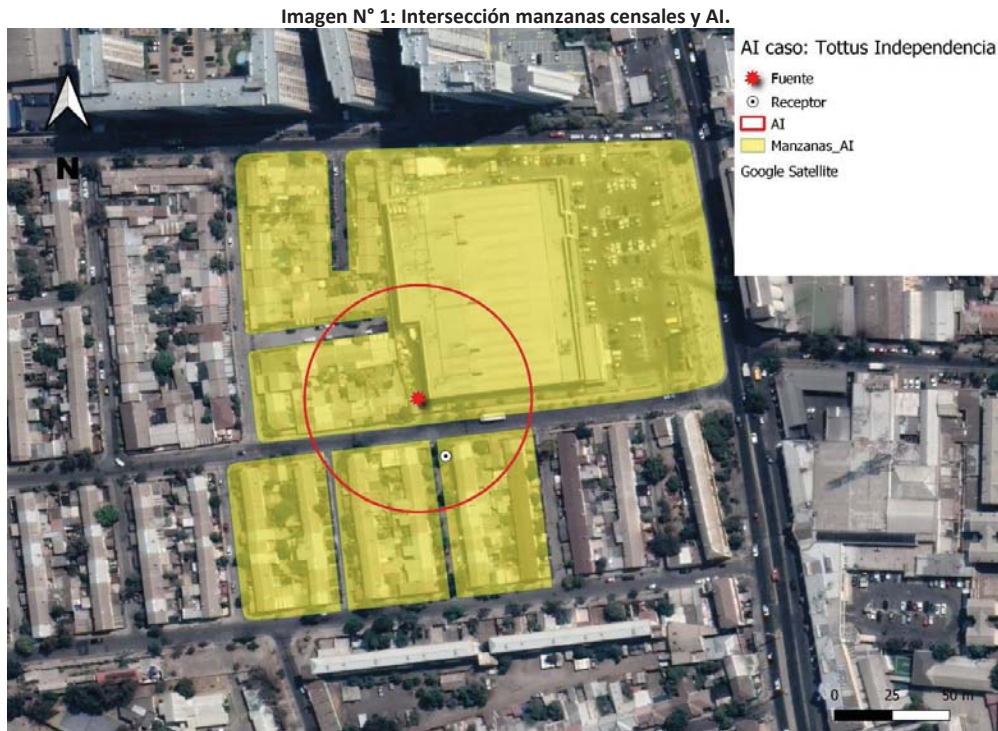 Imagen N° 1: Intersección manzanas censales y AI.
AI caso: Tottus Independencia
Fuente
Receptor
AI
Manzanas_AI
Google Satellite
N
0 25 50 m